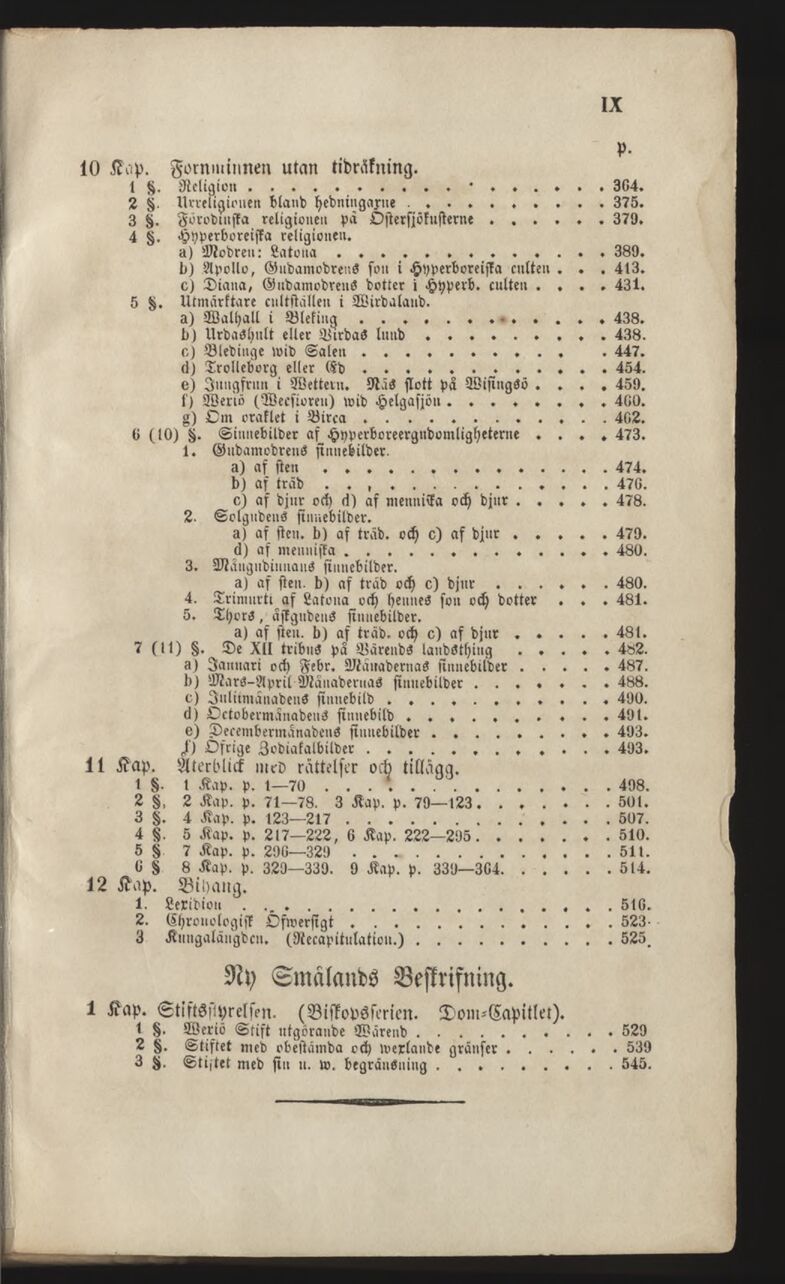 IX
p.
10 Kap. Fornminnen utan tidräkning.
1 §. Religion . . . . . . . . . . . . . . . . . 364.
2 §. Urreligionen bland hedningarne . . . . . . . . . . 375.
3 §. Förodinska religionen på Östersjökusterne . . . . . . 379.
4 §. Hyperboreiska religionen.
a) Modren: Latona . . . . . . . . . . . . . 389.
b) Apollo, Gudamodrens son i Hyperboreiska culten . . . 413.
c) Diana, Gudamodrens dotter i Hyperb. culten . . . . 431.
5 §. Utmärktare cultställen i Wirdaland.
a) Walhall i Bleking . . . . . . . . . . . . 438.
b) Urdashult eller Virdas lund . . . . . . . . . 438.
c) Bledinge wid Salen . . . . . . . . . . . 447.
d) Trolleborg eller Ed . . . . . . . . . . . 454.
e) Jungfrun i Wettern. Näs slott på Wisingsö . . . . 459.
f) Weriö (Wecsioren) wid Helgasjön . . . . . . . . 460.
g) Om oraklet i Birca . . . . . . . . . . . . 462.
6 (10) §. Sinnebilder af Hyperboreergudomligheterne . . . . 473.
1. Gudamodrens sinnebilder.
a) af sten . . . . . . . . . . . . . . 474.
b) af träd . . . . . . . . . . . . . . 476.
c) af djur och d) af menniska och djur . . . . . 478.
2. Solgudens sinnebilder.
a) af sten. b) af träd. och c) af djur . . . . . 479.
d) af menniska . . . . . . . . . . . . . 480.
3. Mångudinnans sinnebilder.
a) af sten. b) af träd och c) djur . . . . . . 480.
4. Trimurti af Latona och hennes son och dotter . . . 481.
5. Thors, åskgudens sinnebilder.
a) af sten. b) af träd. och c) af djur . . . . . 481.
7 (11) §. De XII tribus på Värends landsthing . . . . . 482.
a) Januari och Febr. Månadernas sinnebilder . . . . . 487.
b) Mars-April Månadernas sinnebilder . . . . . . . 488.
c) Julimånadens sinnebild . . . . . . . . . . . 490.
d) Octobermånadens sinnebild . . . . . . . . . . 491.
e) Decembermånadens sinnebilder . . . . . . . . . 493.
f) Öfrige Zodiakalbilder . . . . . . . . . . . . 493.
11 Kap. Återblick med rättelser och tillägg.
1 §. 1 Kap. p. 1—70 . . . . . . . . . . . . . . 498.
2 §, 2 Kap. p. 71—78. 3 Kap. p. 79—123 . . . . . . . 501.
3 §. 4 Kap. p. 123—217 . . . . . . . . . . . . . 507.
4 §. 5 Kap. p. 217—222, 6 Kap. 222—295 . . . . . . . 510.
5 § 7 Kap. p. 296—329 . . . . . . . . . . . . . 511.
6 § 8 Kap. p. 329—339. 9 Kap. p. 339—364. . . . . . . 514.
12 Kap. Bihang.
1. Lexidion . . . . . . . . . . . . . . . . . 516.
2. Chronologisk Öfwersigt . . . . . . . . . . . . . 523.
3 Kungalängden. (Recapitulation.) . . . . . . . . . . 525.
Ny Smålands Beskrifning.
1 Kap. Stiftsstyrelsen. (Biskopsserien. Dom-Capitlet).
1 §. Weriö Stift utgörande Wärend . . . . . . . . . . 529
2 §. Stiftet med obestämda och werlande gränser . . . . . . 539
3 §. Stiftet med sin n. w. begränsning . . . . . . . . . 545.